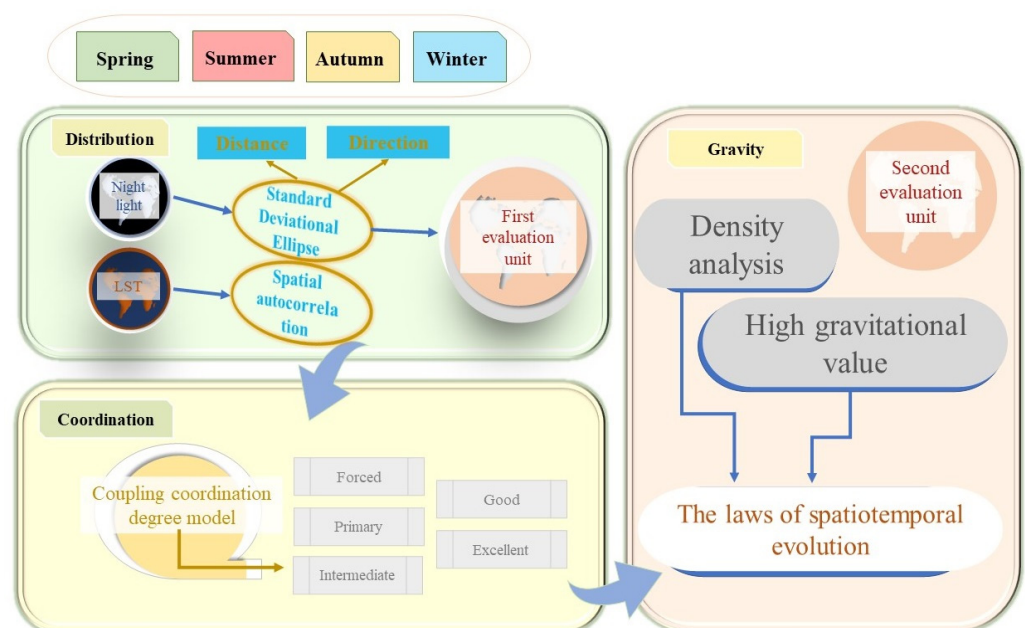 Spring
Summer
Autumn
Winter
Distribution
Distance
Direction
Night
light
Standard
Deviational
Ellipse
First
evaluation
unit
LST
Spatial
autocorrela
tion
Coordination
Coupling coordination
degree model
Forced
Primary
Intermediate
Good
Excellent
Gravity
Second
evaluation
unit
Density
analysis
High gravitational
value
The laws of spatiotemporal
evolution